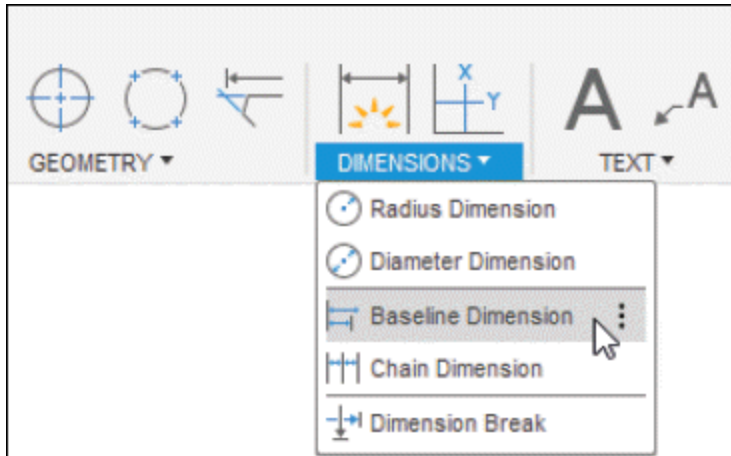 X
Y
A
A
GEOMETRY ▼ DIMENSIONS ▼ TEXT ▼
Radius Dimension
Diameter Dimension
Baseline Dimension
Chain Dimension
Dimension Break